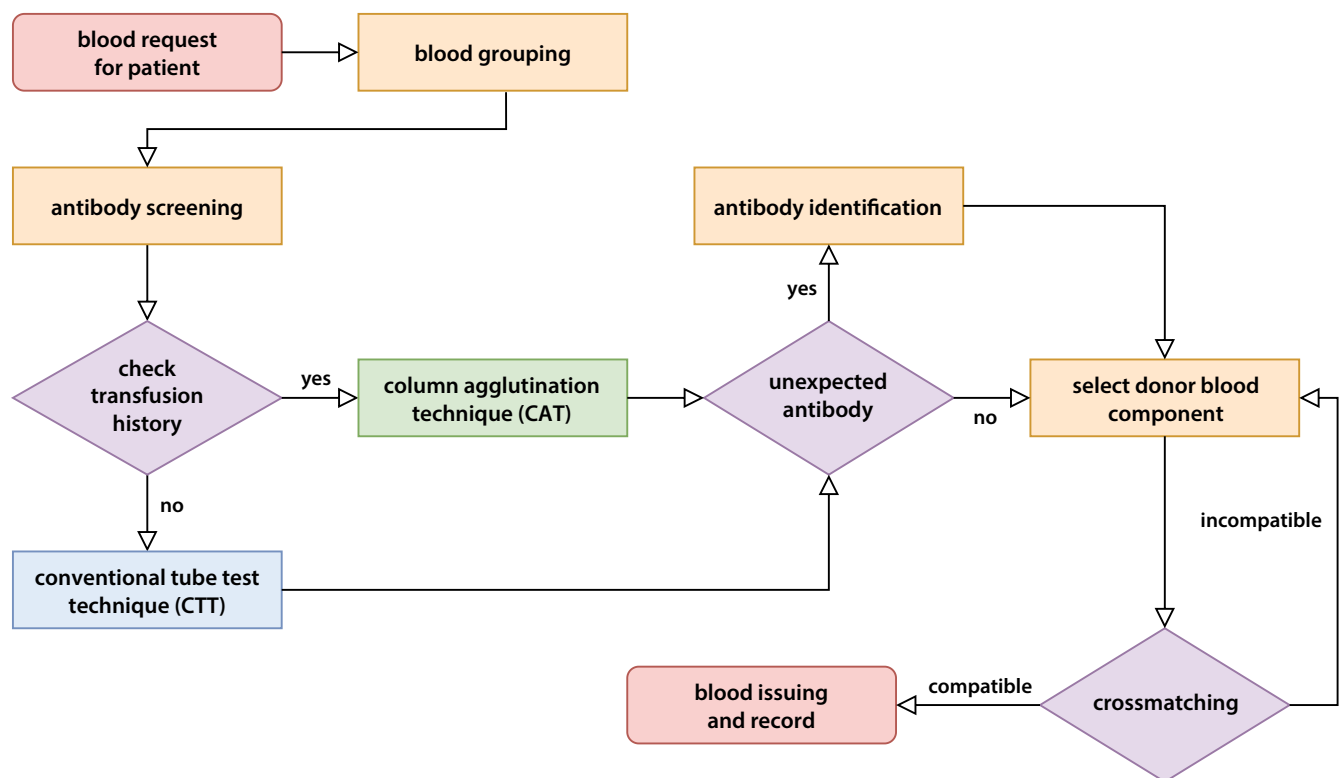 blood request
for patient
blood grouping
antibody screening
antibody identification
check
transfusion
history
yes
column agglutination
technique (CAT)
yes
unexpected
antibody
no
select donor blood
component
no
conventional tube test
technique (CTT)
incompatible
blood issuing
and record
compatible
crossmatching